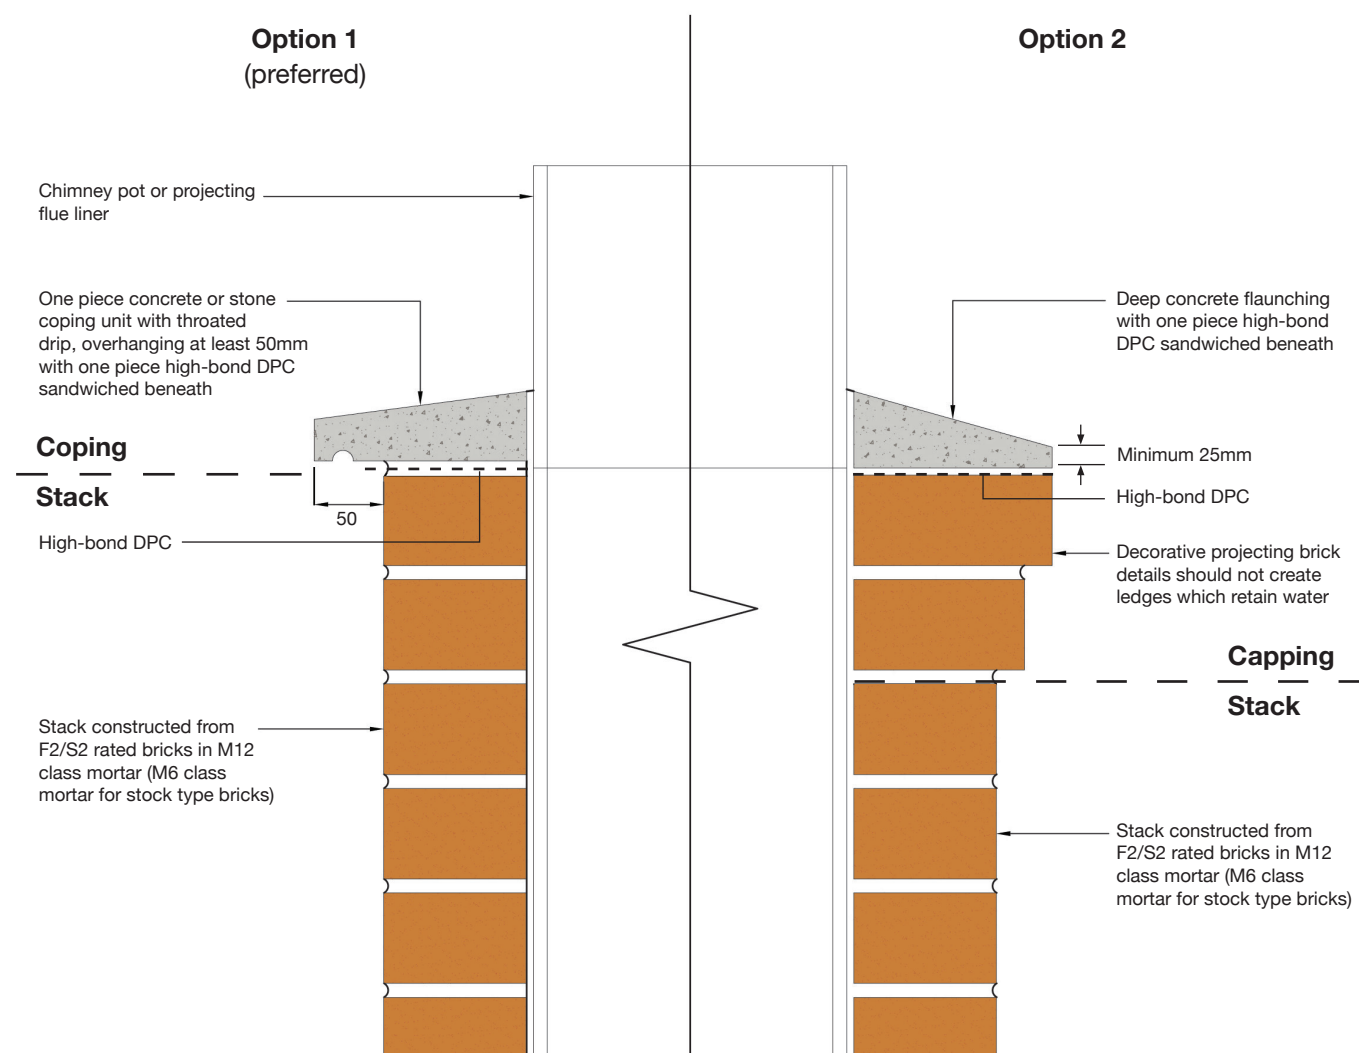 Option 1
(preferred)
Option 2
Chimney pot or projecting
flue liner
One piece concrete or stone
coping unit with throated
drip, overhanging at least 50mm
with one piece high-bond DPC
sandwiched beneath
Coping
Stack
50
High-bond DPC
Stack constructed from
F2/S2 rated bricks in M12
class mortar (M6 class
mortar for stock type bricks)
Deep concrete flaunching
with one piece high-bond
DPC sandwiched beneath
Minimum 25mm
High-bond DPC
Decorative projecting brick
details should not create
ledges which retain water
Capping
Stack
Stack constructed from
F2/S2 rated bricks in M12
class mortar (M6 class
mortar for stock type bricks)